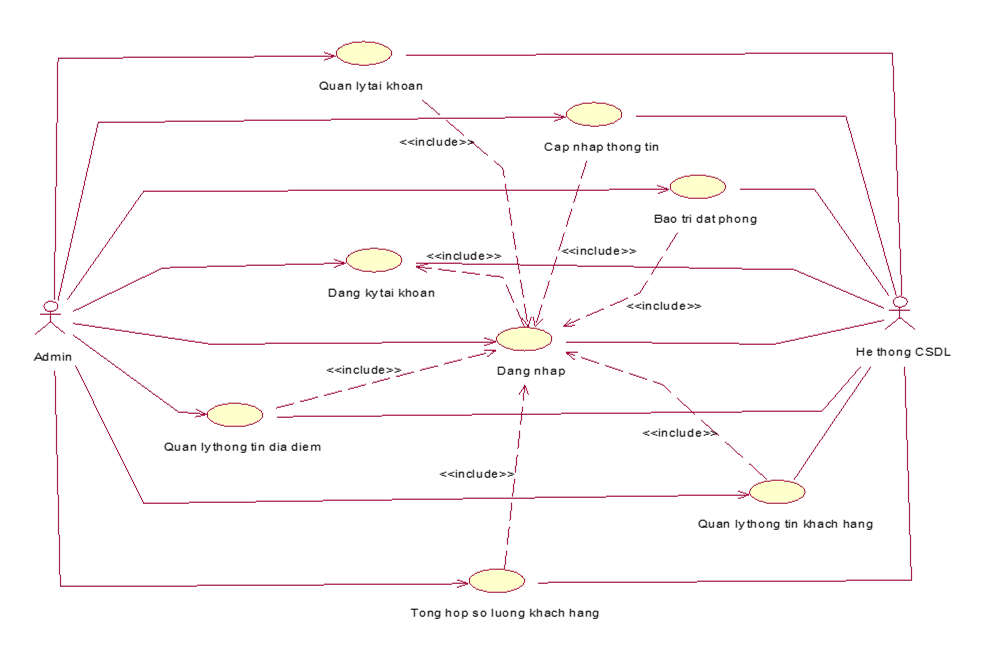 Quan lytai khoan
<<include>>
Cap nhap thong tin
Bao tri dat phong
<<include>>
<<include>>
Dang kytai khoan
<<include>>
Admin
He thong CSDL
Dang nhap
<<include>>
<<include>>
Quan lythong tin dia diem
<<include>>
Quan lythong tin khach hang
Tong hop so luong khach hang